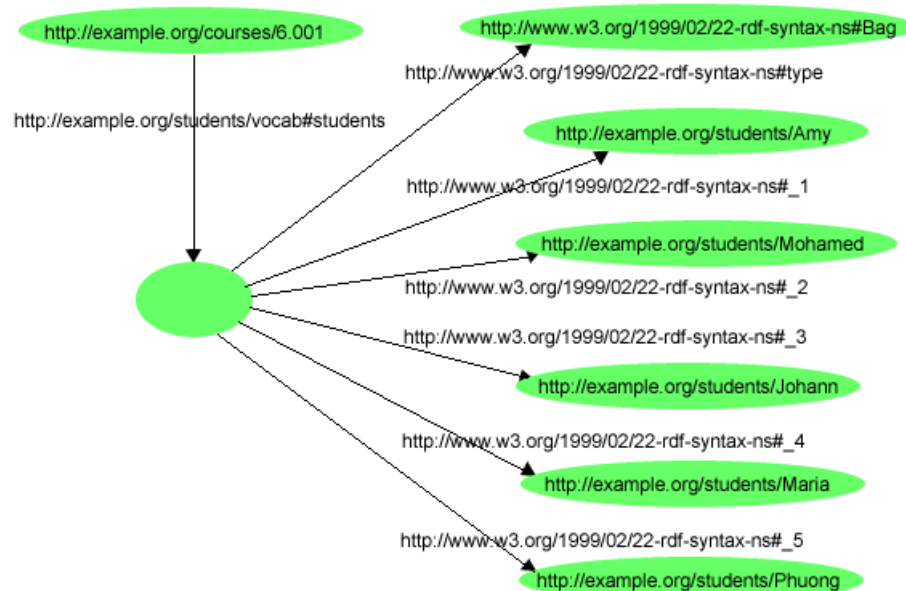 http://example.org/courses/6.001
http://www.w3.org/1999/02/22-rdf-syntax-ns#Bag
http://www.w3.org/1999/02/22-rdf-syntax-ns#type
http://example.org/students/vocab#students
http://example.org/students/Amy
http://www.w3.org/1999/02/22-rdf-syntax-ns#_1
http://example.org/students/Mohamed
http://www.w3.org/1999/02/22-rdf-syntax-ns#_2
http://www.w3.org/1999/02/22-rdf-syntax-ns#_3
http://example.org/students/Johann
http://www.w3.org/1999/02/22-rdf-syntax-ns#_4
http://example.org/students/Maria
http://www.w3.org/1999/02/22-rdf-syntax-ns#_5
http://example.org/students/Phuong